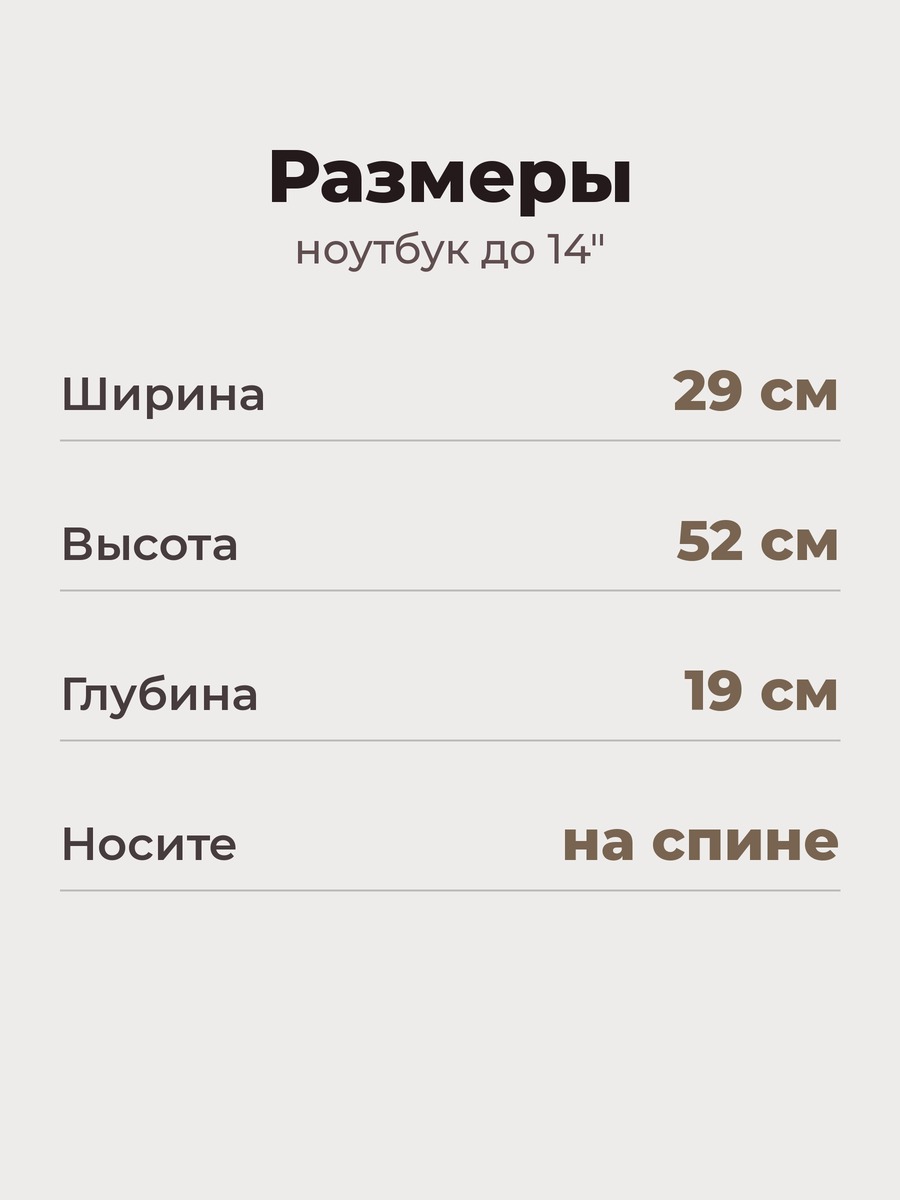 Размеры
ноутбук до 14"
Ширина 29 см
Высота 52 см
Глубина 19 см
Носите на спине